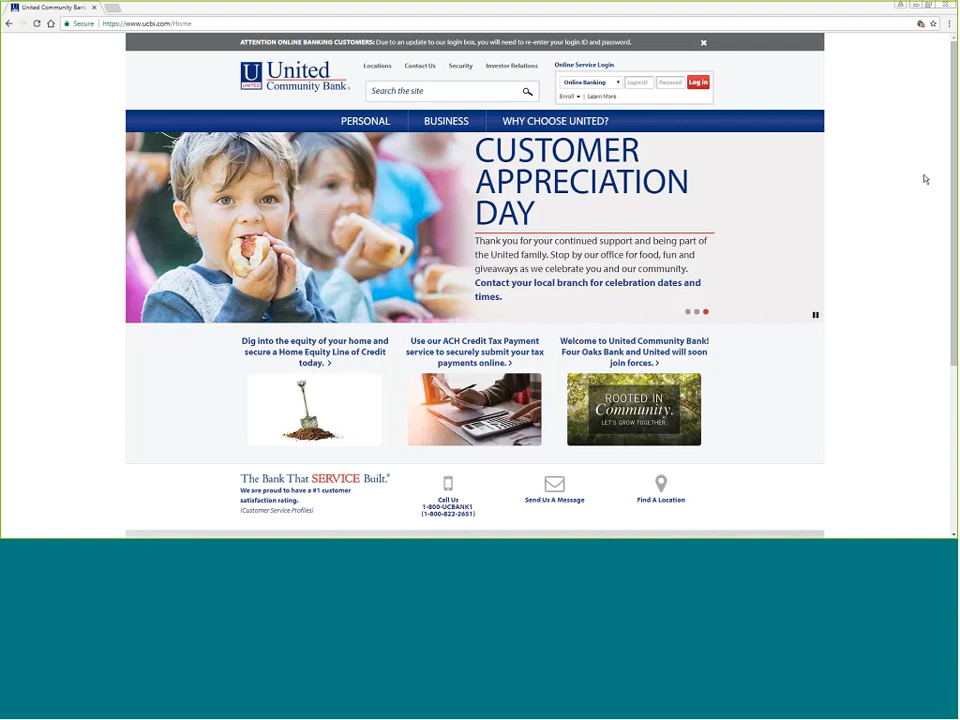 United Community Bank
Secure | https://www.ucbi.com/Home
ATTENTION ONLINE BANKING CUSTOMERS: Due to an update to our login box, you will need to re-enter your login ID and password.
U UNITED
United
Community Bank®
Locations Contact Us Security Investor Relations
Search the site
Online Service Login
Online Banking Login ID Password Log in
Enroll | Learn More
PERSONAL BUSINESS WHY CHOOSE UNITED?
CUSTOMER
APPRECIATION
DAY
Thank you for your continued support and being part of
the United family. Stop by our office for food, fun and
giveaways as we celebrate you and our community.
Contact your local branch for celebration dates and
times.
Dig into the equity of your home and
secure a Home Equity Line of Credit
today. >
Use our ACH Credit Tax Payment
service to securely submit your tax
payments online. >
Welcome to United Community Bank!
Four Oaks Bank and United will soon
join forces. >
ROOTED IN
Community.
LET'S GROW TOGETHER.
The Bank That SERVICE Built.®
We are proud to have a #1 customer
satisfaction rating.
(Customer Service Profiles)
Call Us
1-800-UCBANK1
(1-800-822-2651)
Send Us A Message
Find A Location